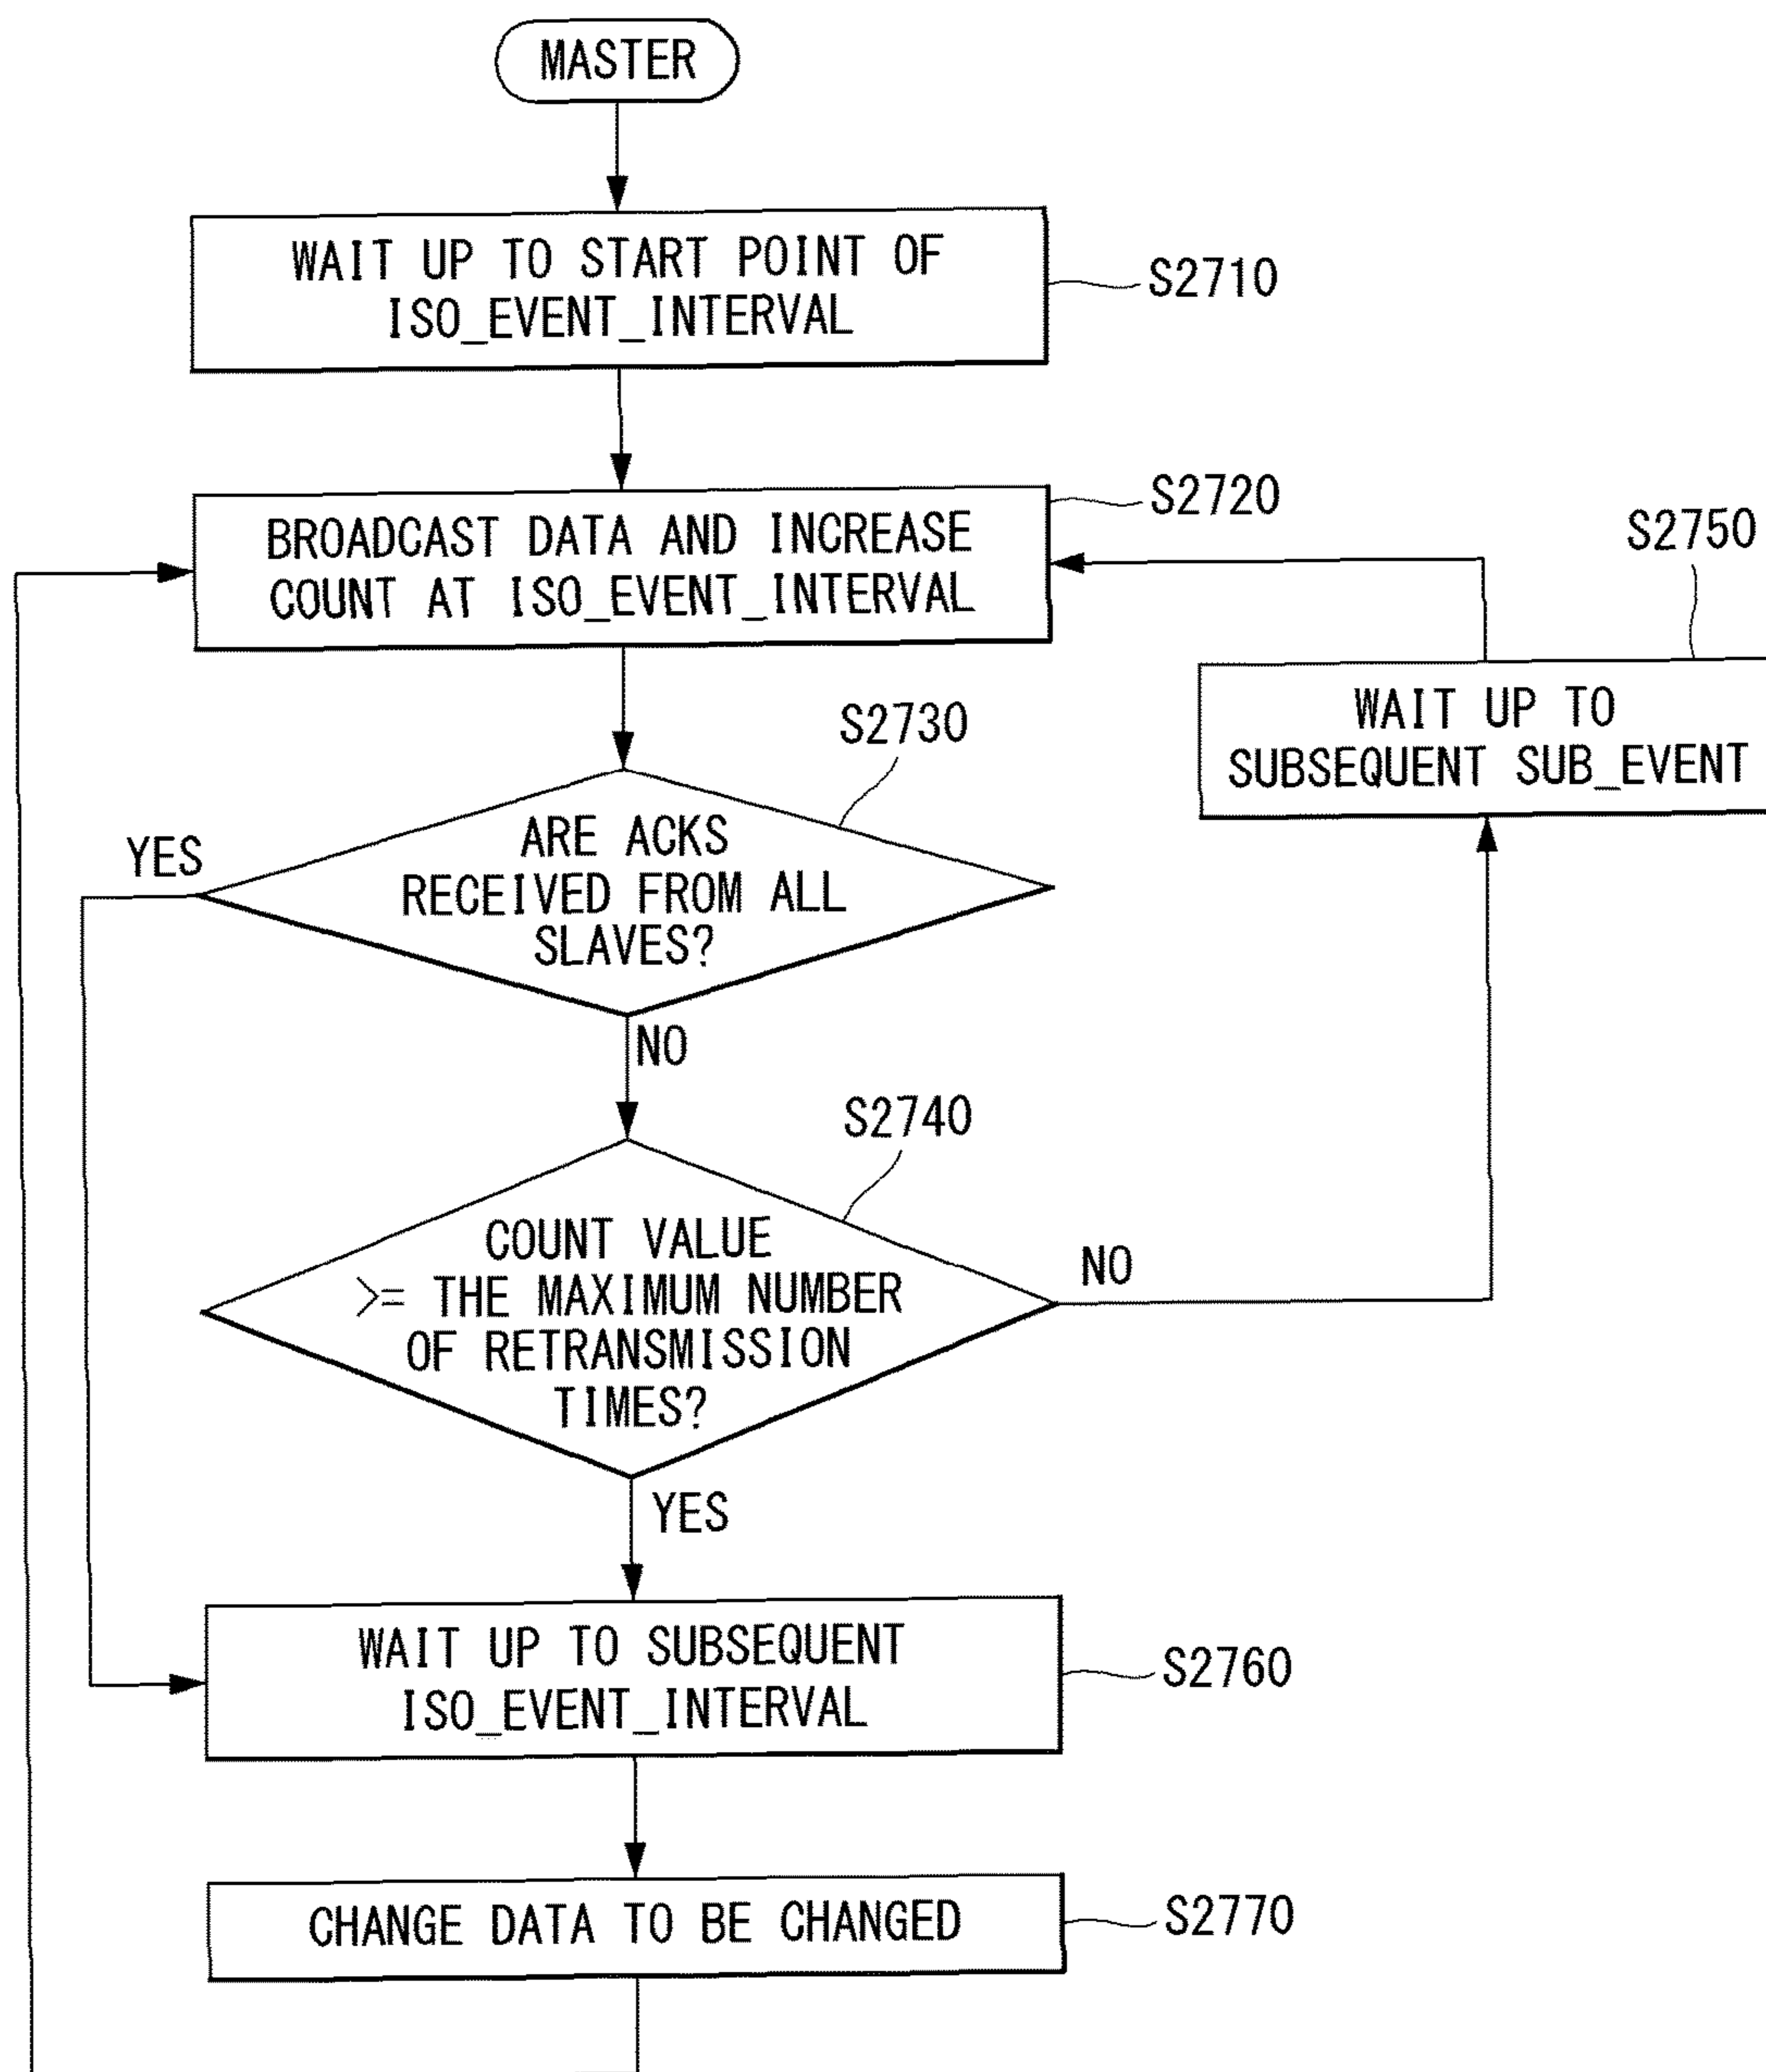 MASTER
WAIT UP TO START POINT OF
ISO_EVENT_INTERVAL
S2710
BROADCAST DATA AND INCREASE
COUNT AT ISO_EVENT_INTERVAL
S2720
S2750
WAIT UP TO
SUBSEQUENT SUB_EVENT
S2730
YES
ARE ACKS
RECEIVED FROM ALL
SLAVES?
NO
S2740
COUNT VALUE
>= THE MAXIMUM NUMBER
OF RETRANSMISSION
TIMES?
NO
YES
WAIT UP TO SUBSEQUENT
ISO_EVENT_INTERVAL
S2760
CHANGE DATA TO BE CHANGED
S2770